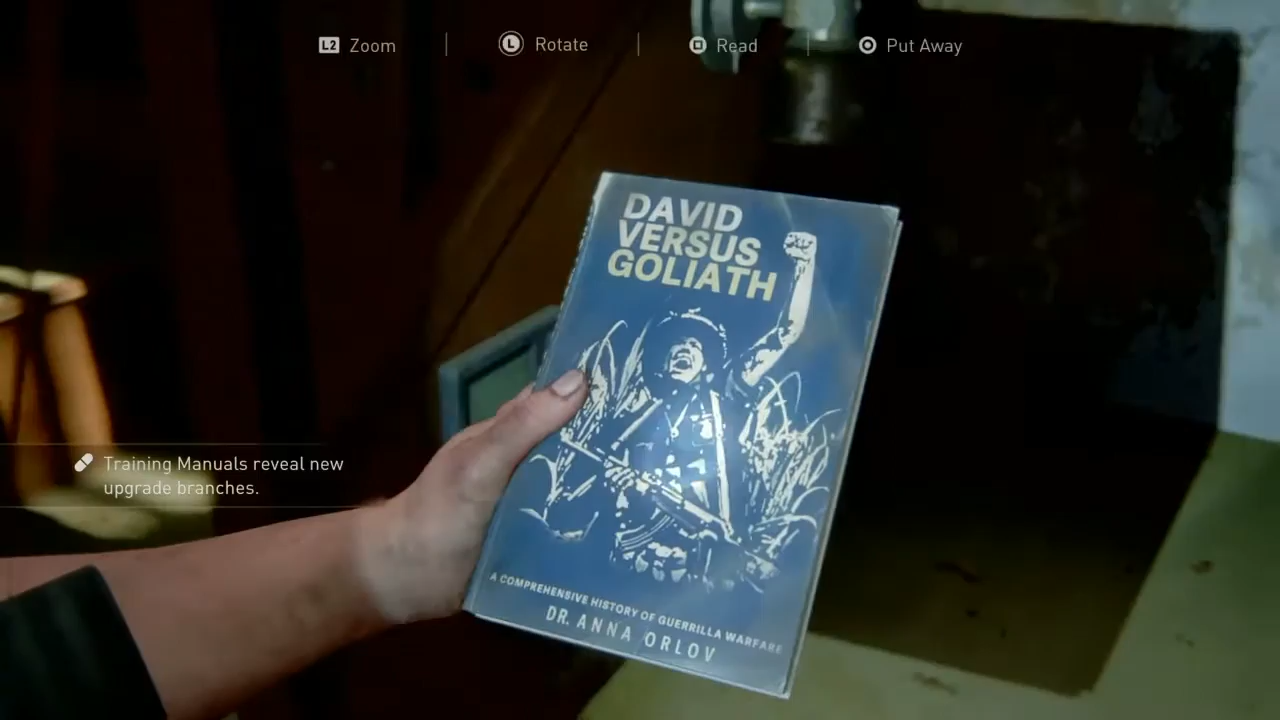 L2 Zoom
L Rotate
Read
Put Away
DAVID
VERSUS
GOLIATH
Training Manuals reveal new
upgrade branches.
A COMPREHENSIVE HISTORY OF GUERRILLA WARFARE
DR. ANNA ORLOV